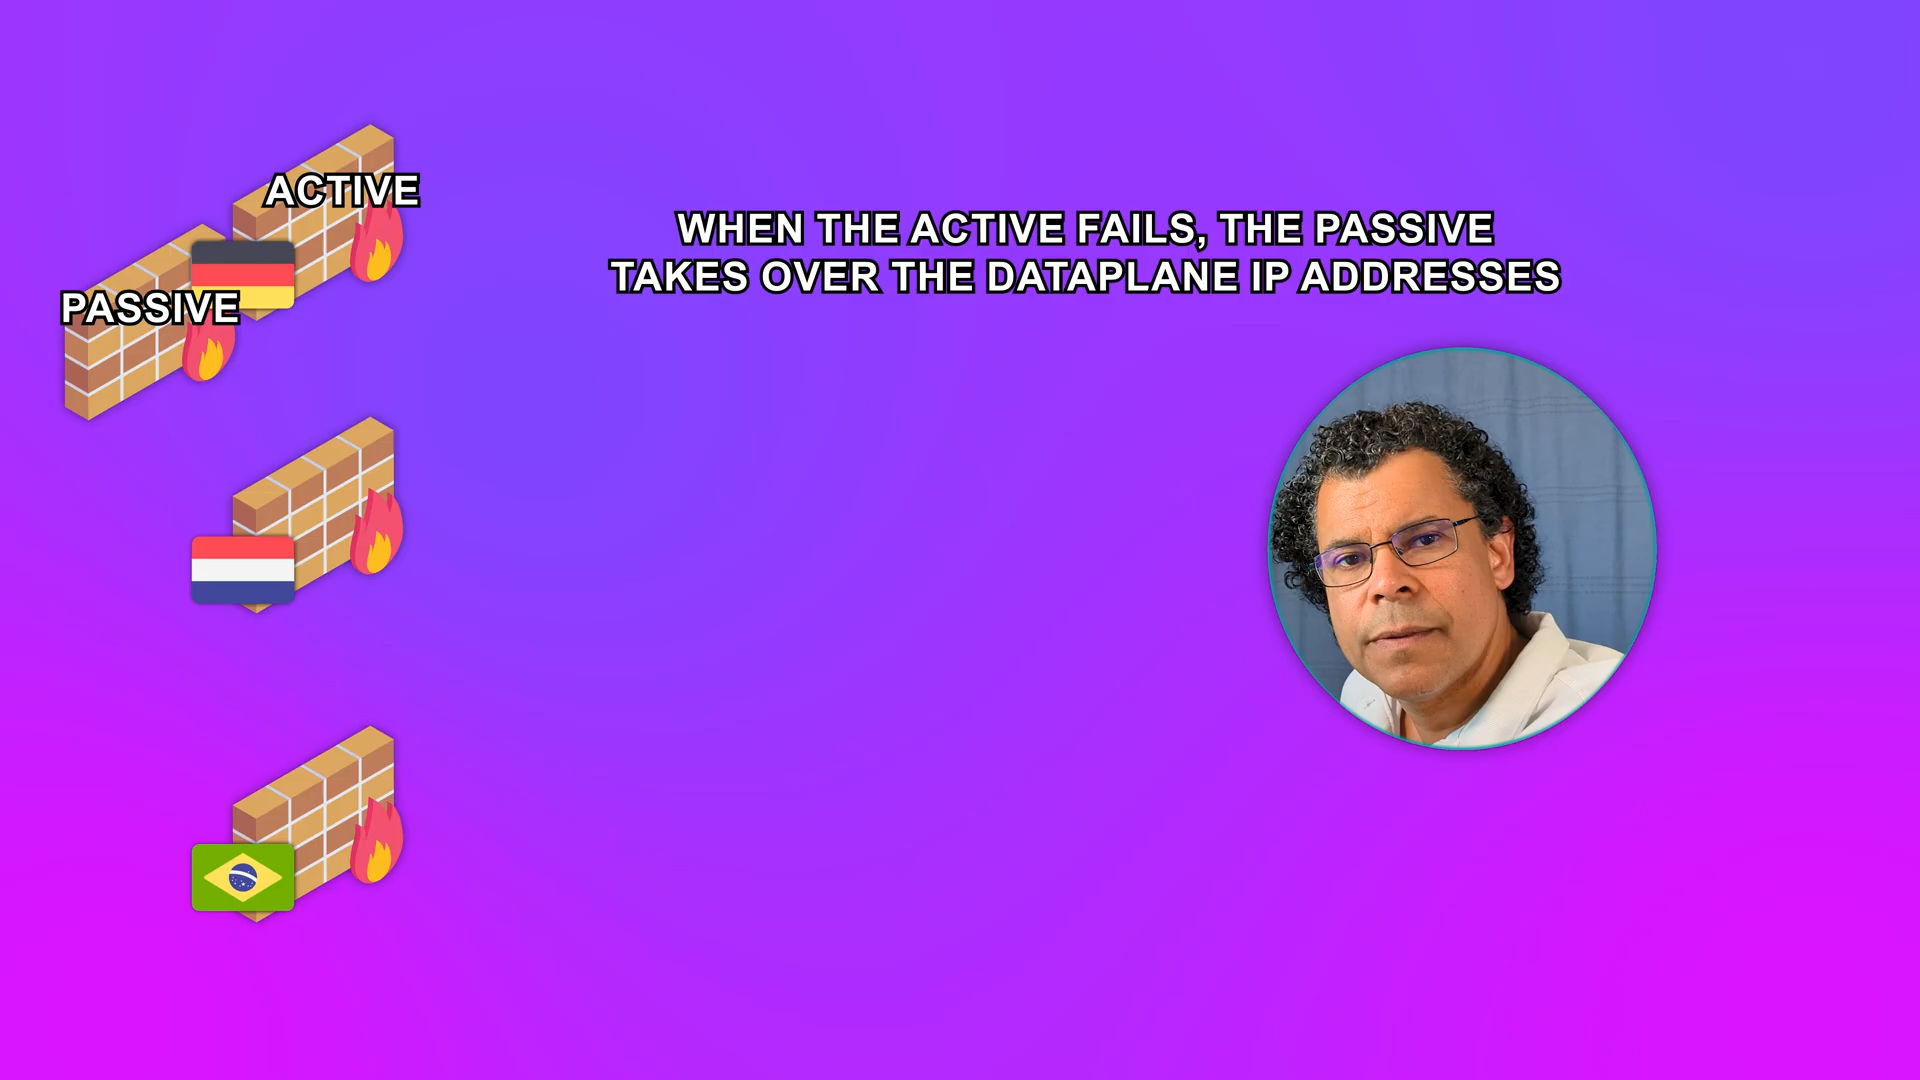 ACTIVE
PASSIVE
WHEN THE ACTIVE FAILS, THE PASSIVE
TAKES OVER THE DATAPLANE IP ADDRESSES